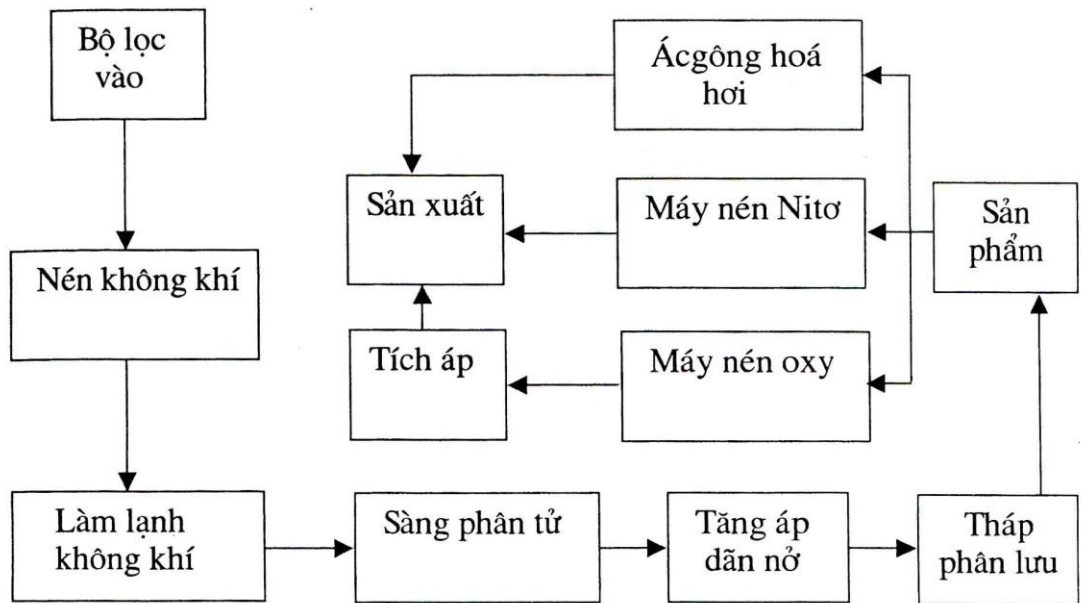 Bộ lọc
vào
Ácgông hoá
hơi
Sản xuất
Máy nén Nitơ
Sản
phẩm
Nén không khí
Tích áp
Máy nén oxy
Làm lạnh
không khí
Sàng phân tử
Tăng áp
dãn nở
Tháp
phân lưu